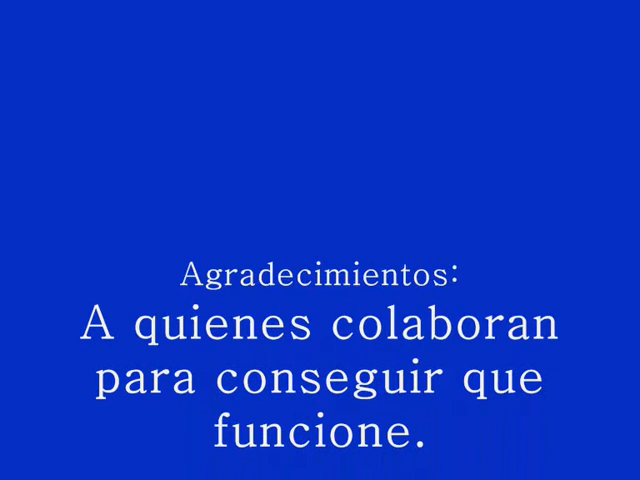 Agradecimientos:
A quienes colaboran
para conseguir que
funcione.